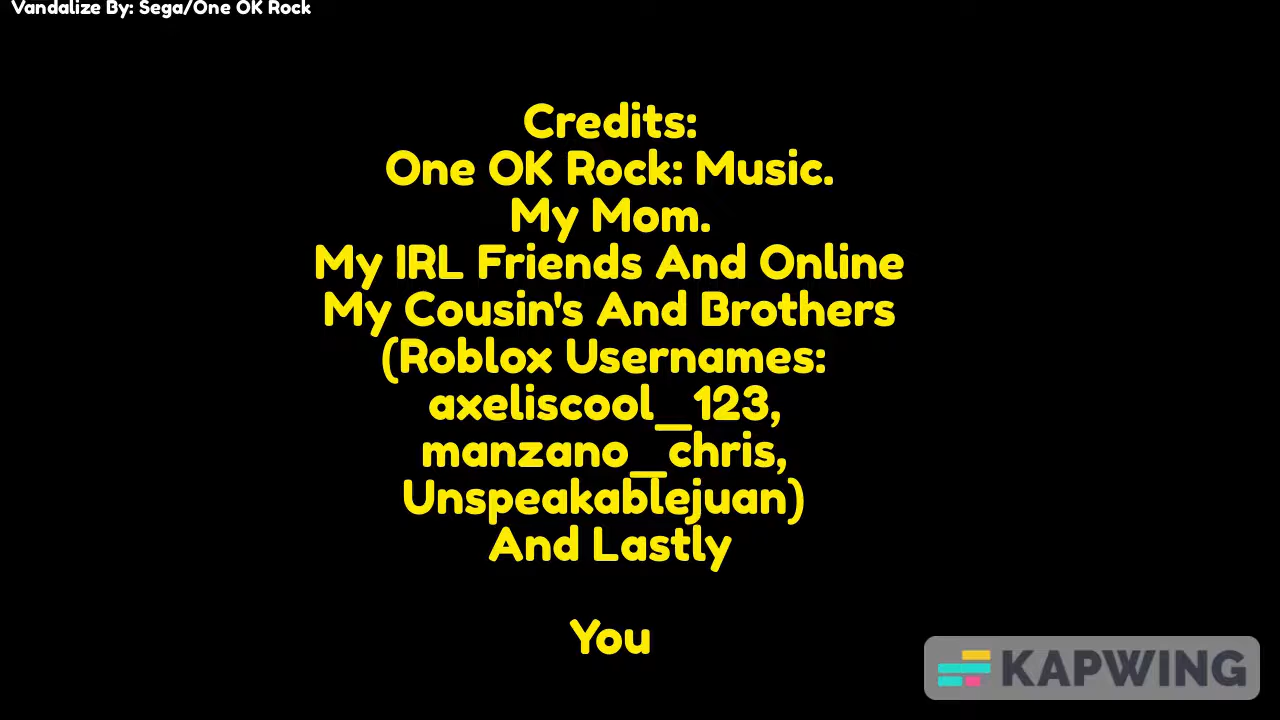 Vandalize By: Sega/One OK Rock
Credits:
One OK Rock: Music.
My Mom.
My IRL Friends And Online
My Cousin's And Brothers
(Roblox Usernames:
axeliscool_123,
manzano_chris,
Unspeakablejuan)
And Lastly
You
KAPWING